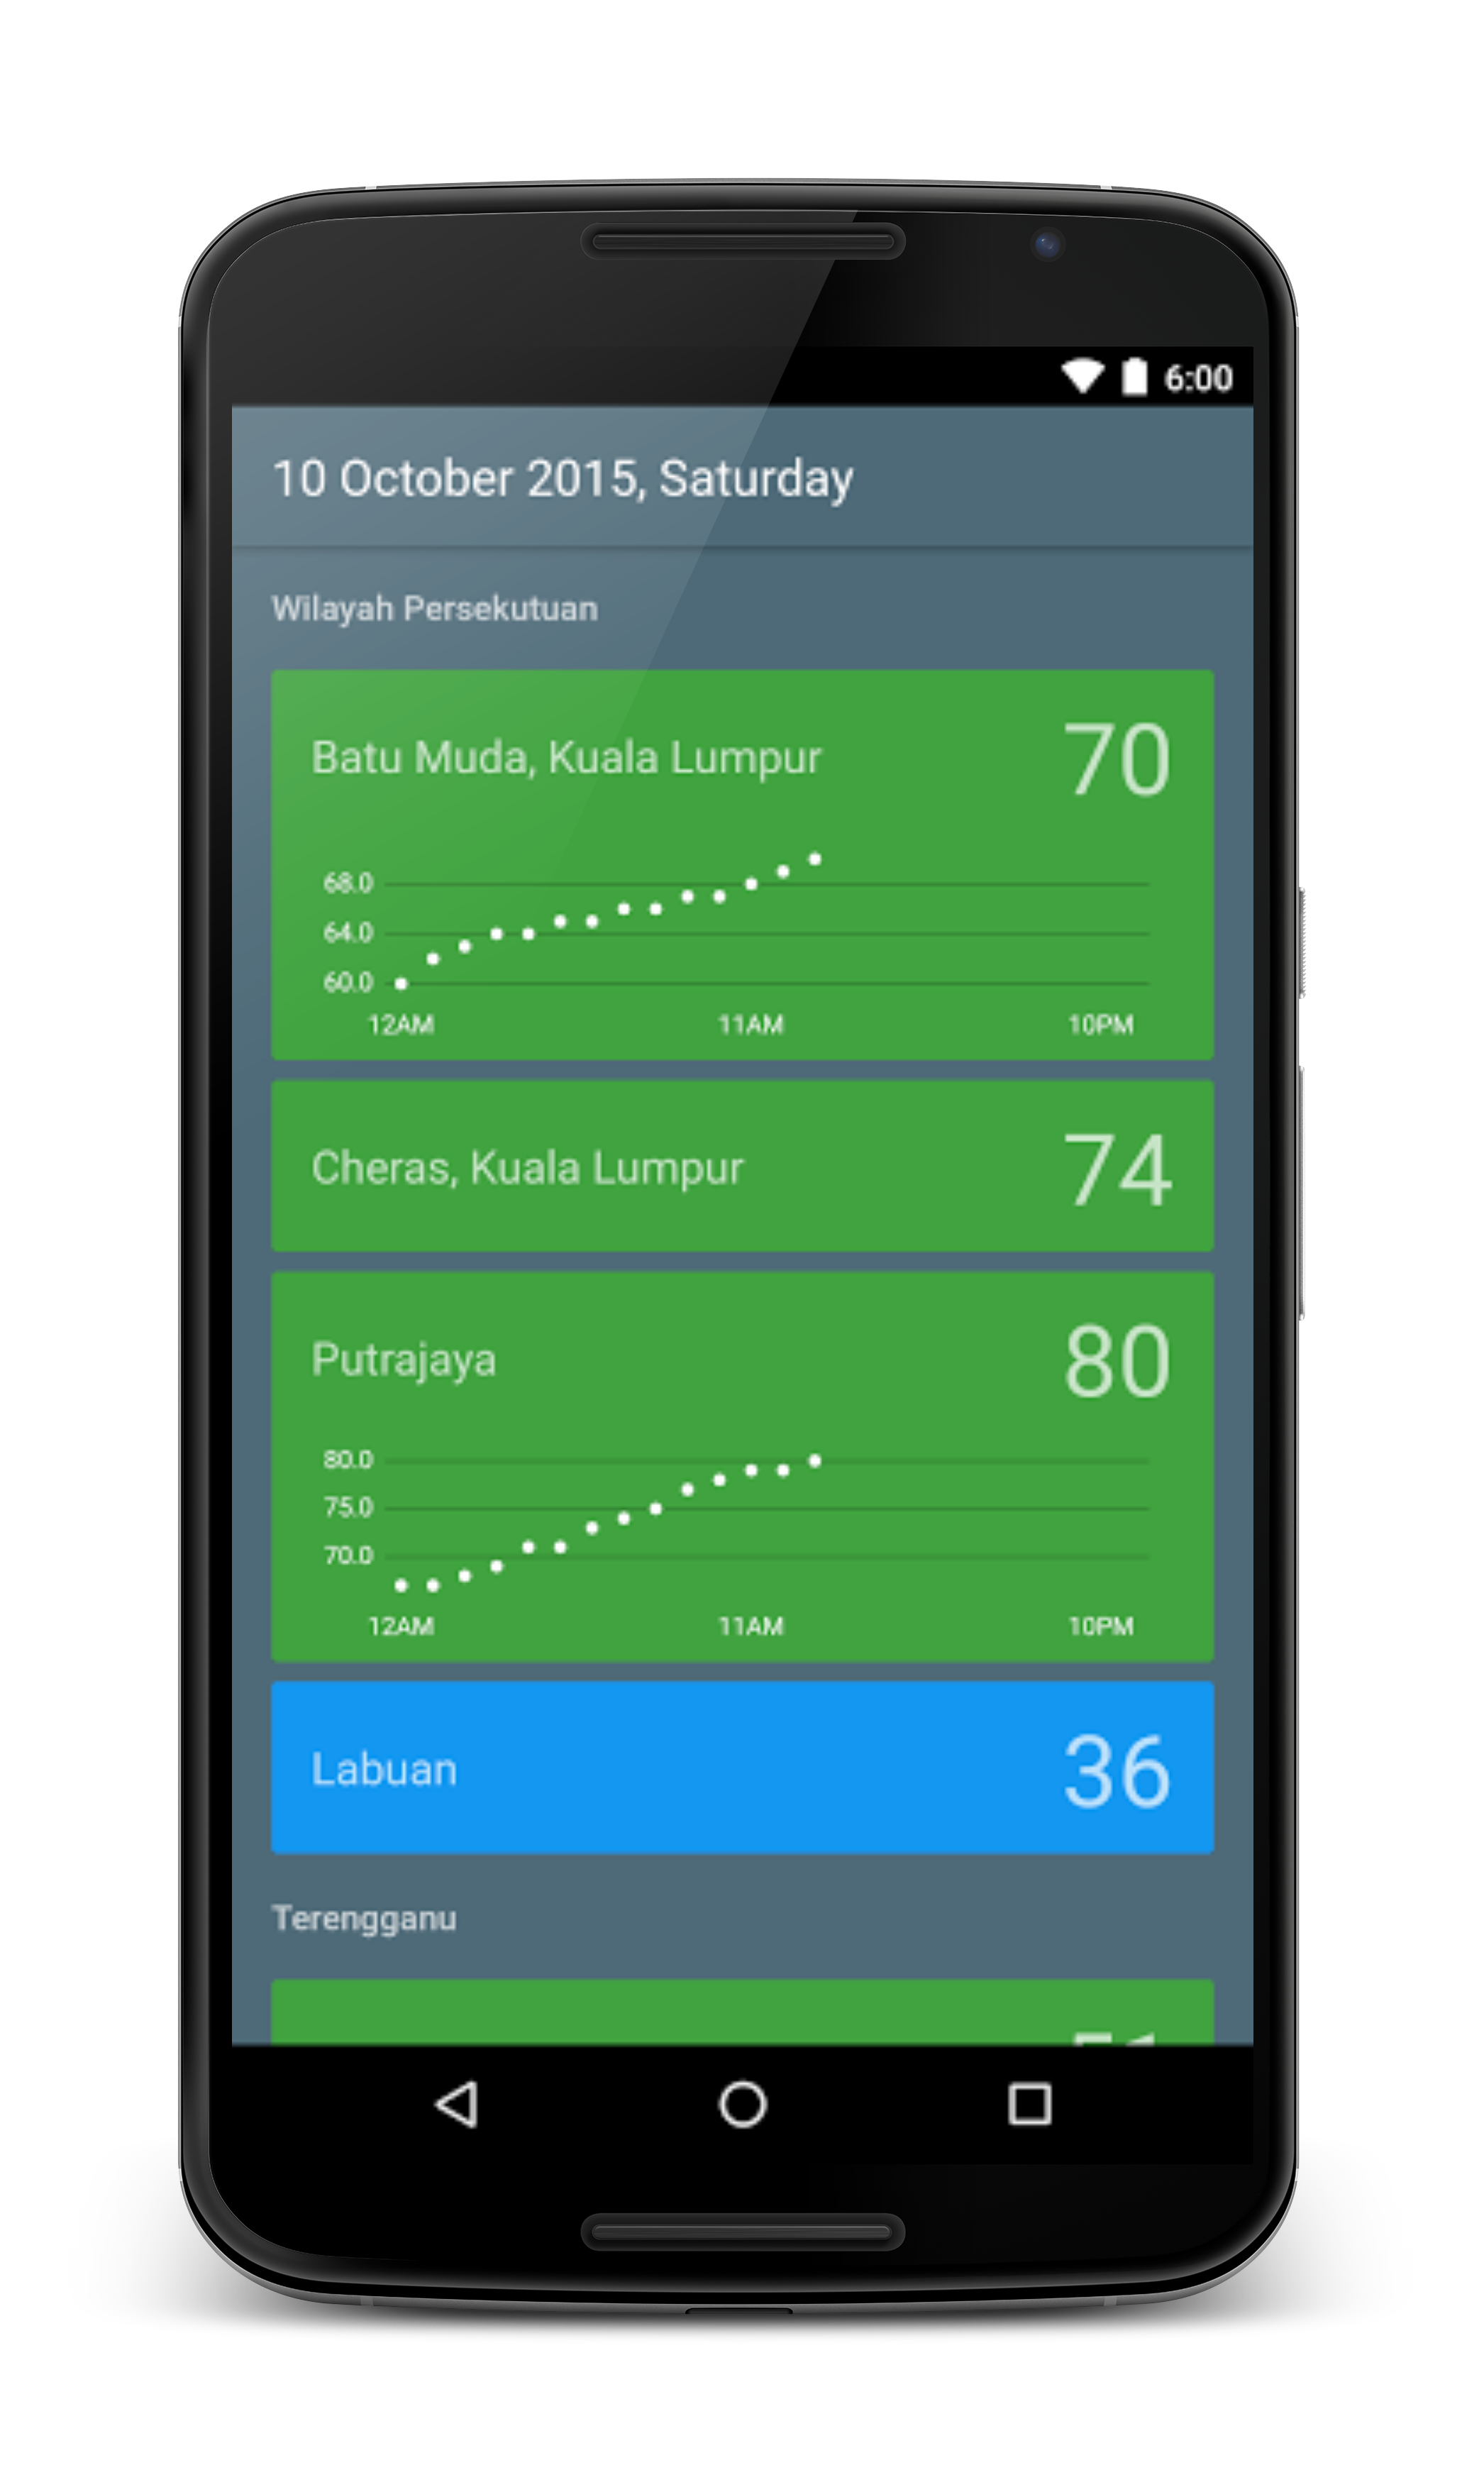 6:00
10 October 2015, Saturday
Wilayah Persekutuan
Batu Muda, Kuala Lumpur 70
68.0
64.0
60.0
12AM 11AM 10PM
Cheras, Kuala Lumpur 74
Putrajaya 80
80.0
75.0
70.0
12AM 11AM 10PM
Labuan 36
Terengganu